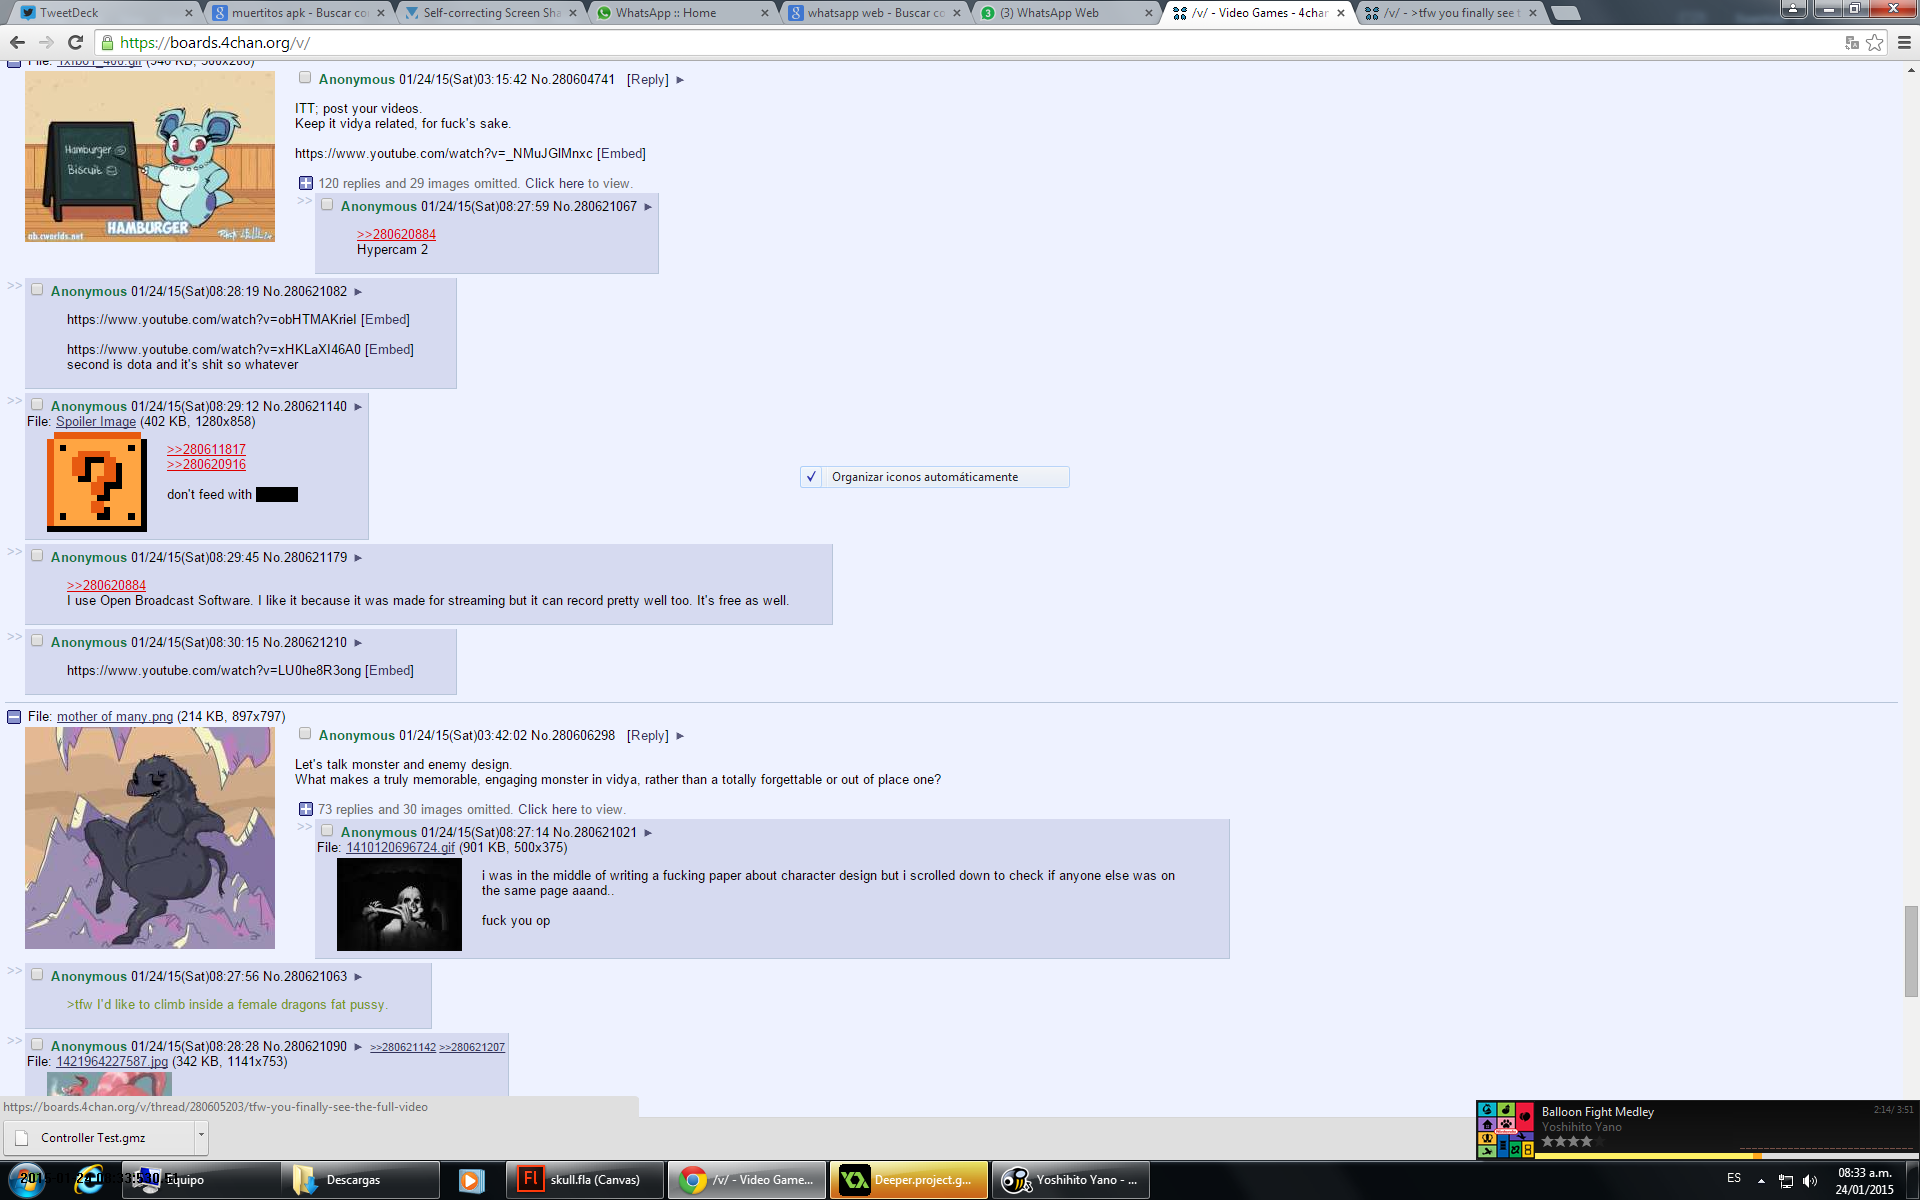 TweetDeck
muertitos apk - Buscar co
Self-correcting Screen Sha
WhatsApp :: Home
whatsapp web - Buscar co
(3) WhatsApp Web
/v/ - Video Games - 4chan
/v/ - >tfw you finally see t
https://boards.4chan.org/v/
Anonymous 01/24/15(Sat)03:15:42 No.280604741 [Reply] ►
Hamburger
Biscuit
HAMBURGER
ITT; post your videos.
Keep it vidya related, for fuck's sake.
https://www.youtube.com/watch?v=_NMuJGIMnxc [Embed]
120 replies and 29 images omitted. Click here to view.
>> Anonymous 01/24/15(Sat)08:27:59 No.280621067 ►
>>280620884
Hypercam 2
>> Anonymous 01/24/15(Sat)08:28:19 No.280621082 ►
https://www.youtube.com/watch?v=obHTMAKrieI [Embed]
https://www.youtube.com/watch?v=xHKLaXI46A0 [Embed]
second is dota and it's shit so whatever
>> Anonymous 01/24/15(Sat)08:29:12 No.280621140 ►
File: Spoiler Image (402 KB, 1280x858)
>>280611817
>>280620916
don't feed with
Organizar iconos automáticamente
>> Anonymous 01/24/15(Sat)08:29:45 No.280621179 ►
>>280620884
I use Open Broadcast Software. I like it because it was made for streaming but it can record pretty well too. It's free as well.
>> Anonymous 01/24/15(Sat)08:30:15 No.280621210 ►
https://www.youtube.com/watch?v=LU0he8R3ong [Embed]
File: mother of many.png (214 KB, 897x797)
Anonymous 01/24/15(Sat)03:42:02 No.280606298 [Reply] ►
Let's talk monster and enemy design.
What makes a truly memorable, engaging monster in vidya, rather than a totally forgettable or out of place one?
73 replies and 30 images omitted. Click here to view.
>> Anonymous 01/24/15(Sat)08:27:14 No.280621021 ►
File: 1410120696724.gif (901 KB, 500x375)
i was in the middle of writing a fucking paper about character design but i scrolled down to check if anyone else was on
the same page aaand..
fuck you op
>> Anonymous 01/24/15(Sat)08:27:56 No.280621063 ►
>tfw I'd like to climb inside a female dragons fat pussy.
>> Anonymous 01/24/15(Sat)08:28:28 No.280621090 ► >>280621142 >>280621207
File: 1421964227587.jpg (342 KB, 1141x753)
https://boards.4chan.org/v/thread/280605203/tfw-you-finally-see-the-full-video
Controller Test.gmz
Balloon Fight Medley
2:14/ 3:51
Yoshihito Yano
Equipo
Descargas
skull.fla (Canvas)
/v/ - Video Game...
Deeper.project.g...
Yoshihito Yano - ...
ES
08:33 a.m.
24/01/2015